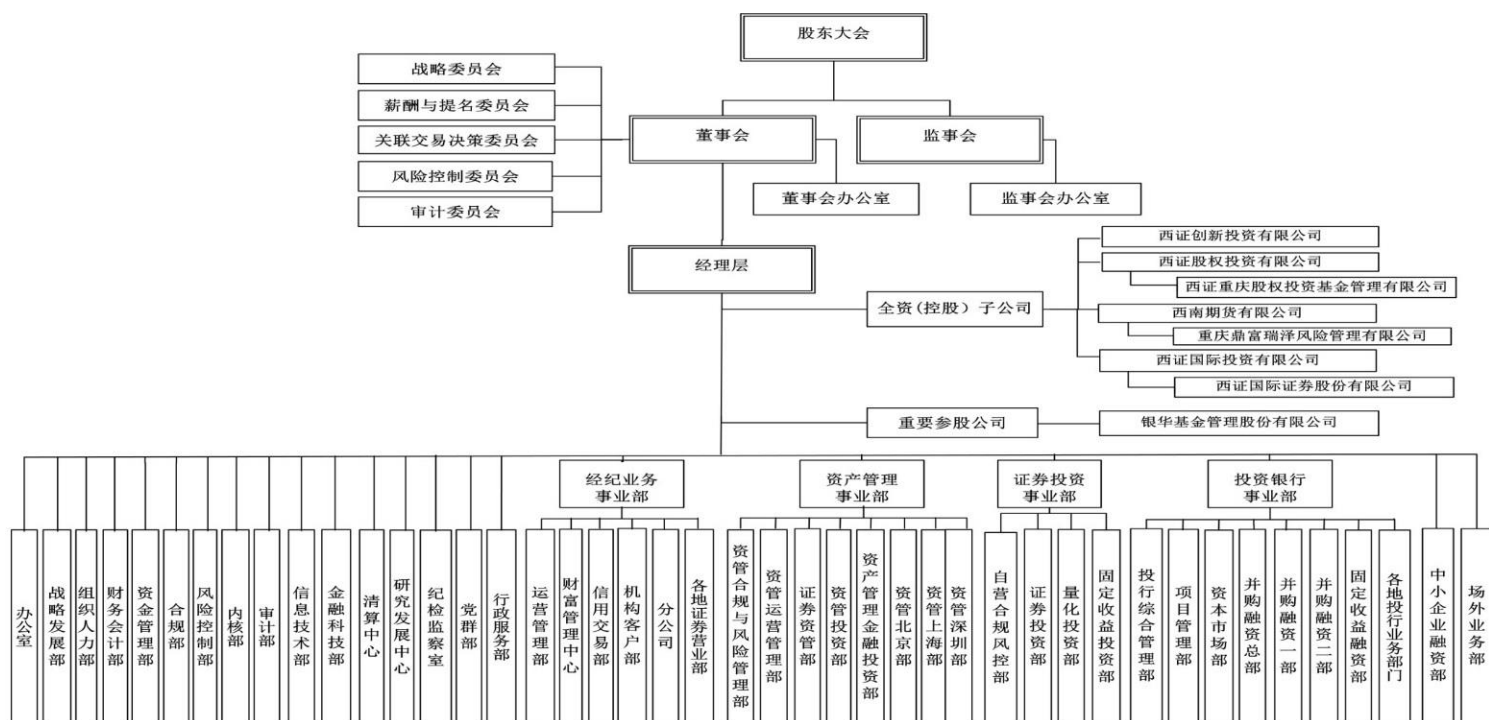 股东大会
战略委员会
薪酬与提名委员会
关联交易决策委员会
风险控制委员会
审计委员会
董事会
监事会
董事会办公室
监事会办公室
经理层
全资(控股）子公司
西证创新投资有限公司
西证股权投资有限公司
西证重庆股权投资基金管理有限公司
西南期货有限公司
重庆鼎富瑞泽风险管理有限公司
西证国际投资有限公司
西证国际证券股份有限公司
重要参股公司
银华基金管理股份有限公司
经纪业务
事业部
资产管理
事业部
证券投资
事业部
投资银行
事业部
办公室
战略发展部
组织人力部
财务会计部
资金管理部
合规部
风险控制部
内核部
审计部
信息技术部
金融科技部
清算中心
研究发展中心
纪检监察室
党群部
行政服务部
运营管理部
财富管理中心
信用交易部
机构客户部
分公司
各地证券营业部
资管合规与风险管理部
资管运营管理部
证券资管部
资管投资部
资产管理金融投资部
资管北京部
资管上海部
资管深圳部
自营合规风控部
证券投资部
量化投资部
固定收益投资部
投行综合管理部
项目管理部
资本市场部
并购融资总部
并购融资一部
并购融资二部
固定收益融资部
各地投行业务部门
中小企业融资部
场外业务部